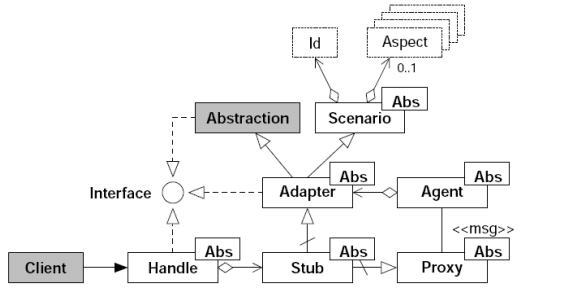 Id
Aspect
0..1
Abs
Abstraction
Scenario
Abs
Abs
Interface
Adapter
Agent
<<msg>>
Abs
Abs
Abs
Client
Handle
Stub
Proxy